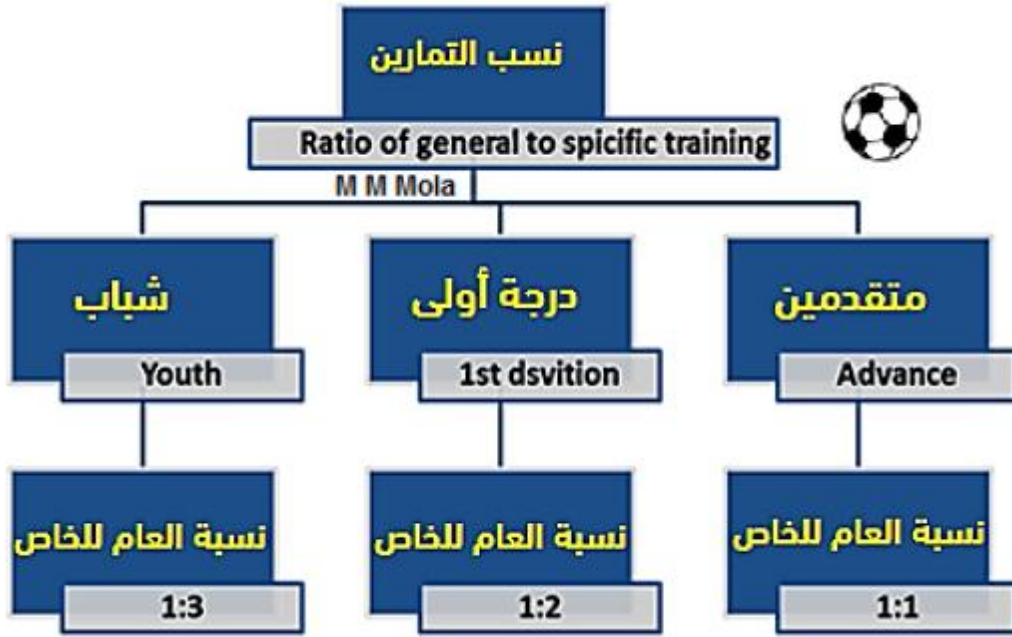 نسب التمارين
Ratio of general to spicific training
M M Mola
شباب
Youth
درجة أولى
1st dsvition
متقدمين
Advance
نسبة العام للخاص
1:3
نسبة العام للخاص
1:2
نسبة العام للخاص
1:1